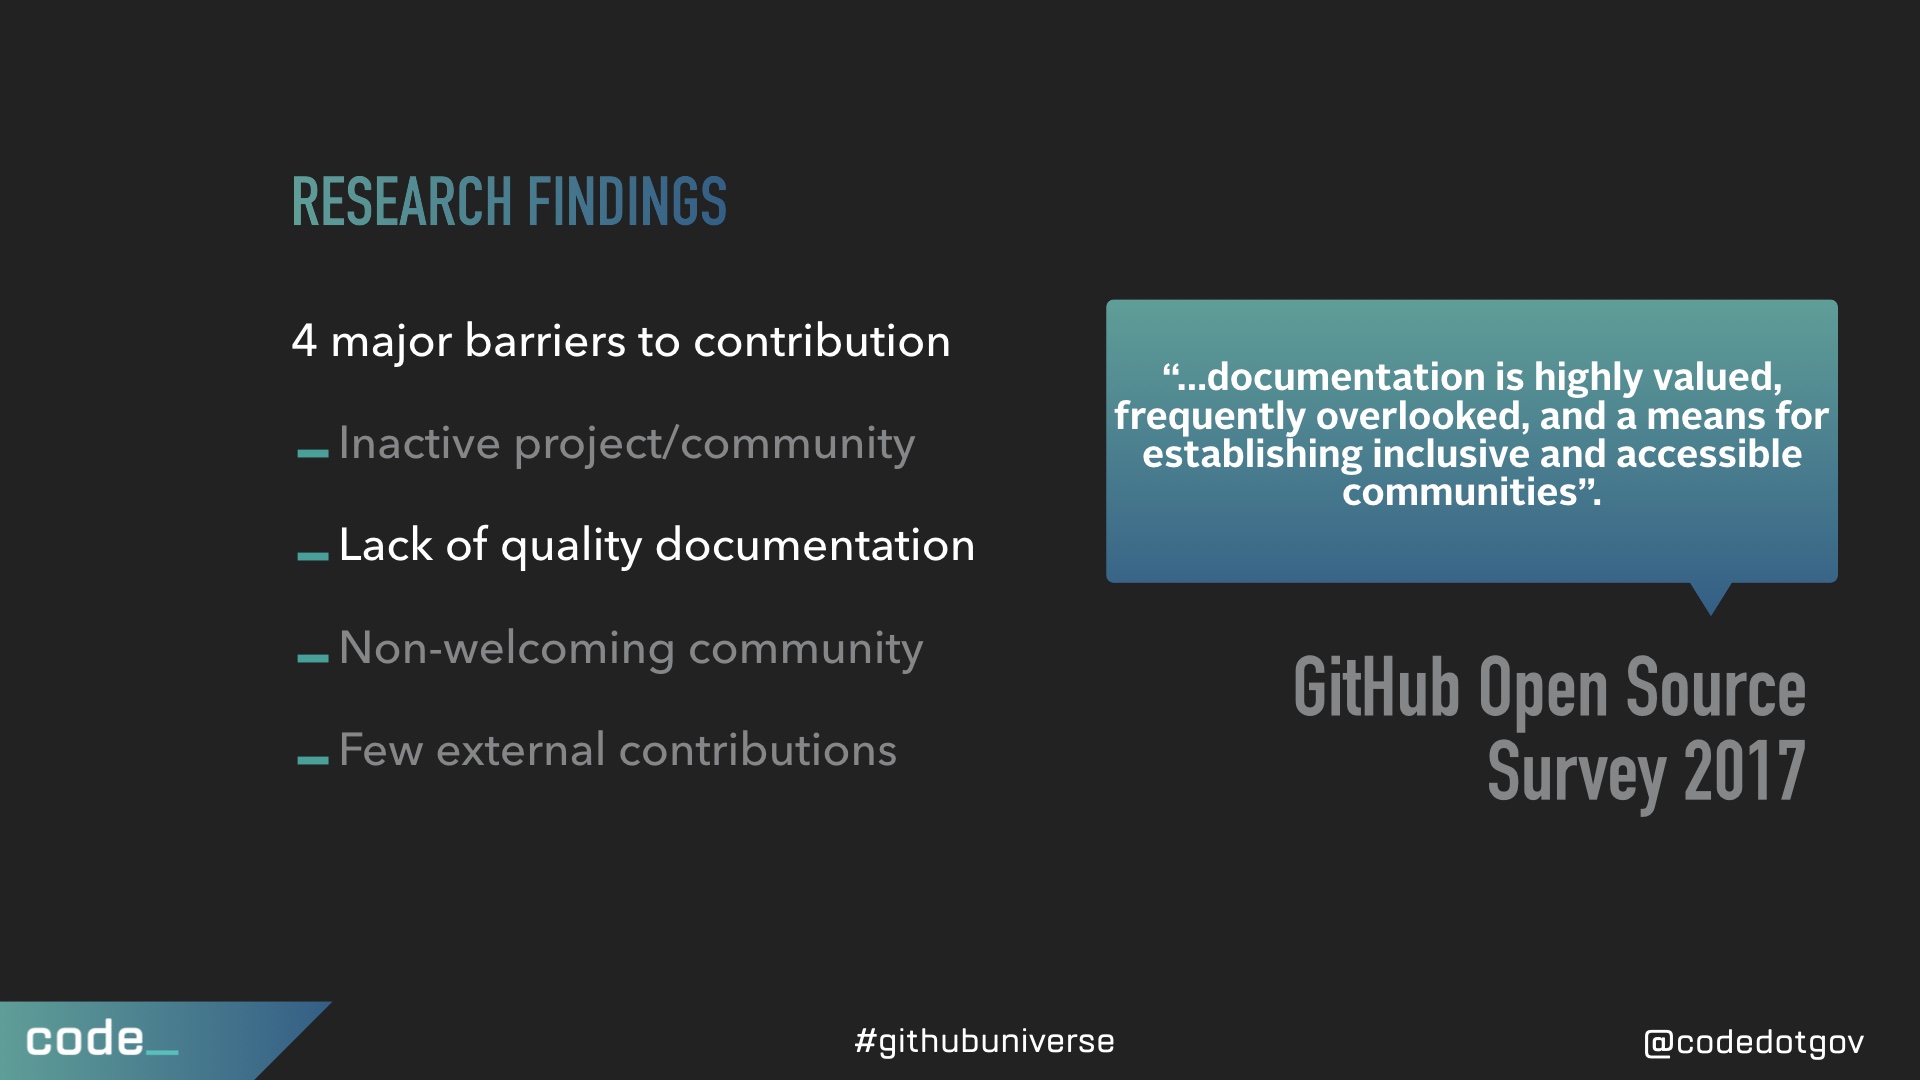 RESEARCH FINDINGS
4 major barriers to contribution
Inactive project/community
Lack of quality documentation
Non-welcoming community
Few external contributions
“...documentation is highly valued,
frequently overlooked, and a means for
establishing inclusive and accessible
communities”.
GitHub Open Source
Survey 2017
code_
#githubuniverse
@codedotgov